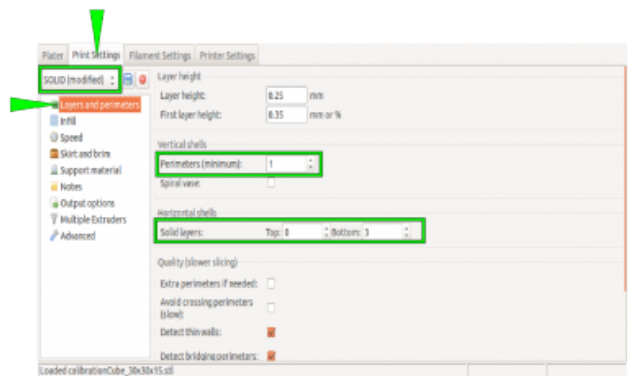 Plater Print Settings Filament Settings Printer Settings
SOLID (modified)
Layers and perimeters
Infill
Speed
Skirt and brim
Support material
Notes
Output options
Multiple Extruders
Advanced
Layer height
Layer height: 0.25 mm
First layer height: 0.35 mm or %
Vertical shells
Perimeters (minimum): 1
Spiral vase:
Horizontal shells
Solid layers: Top: 0 Bottom: 3
Quality (slower slicing)
Extra perimeters if needed:
Avoid crossing perimeters
(slow):
Detect thin walls:
Detect bridging perimeters:
Loaded calibrationCube_30x30x15.stl